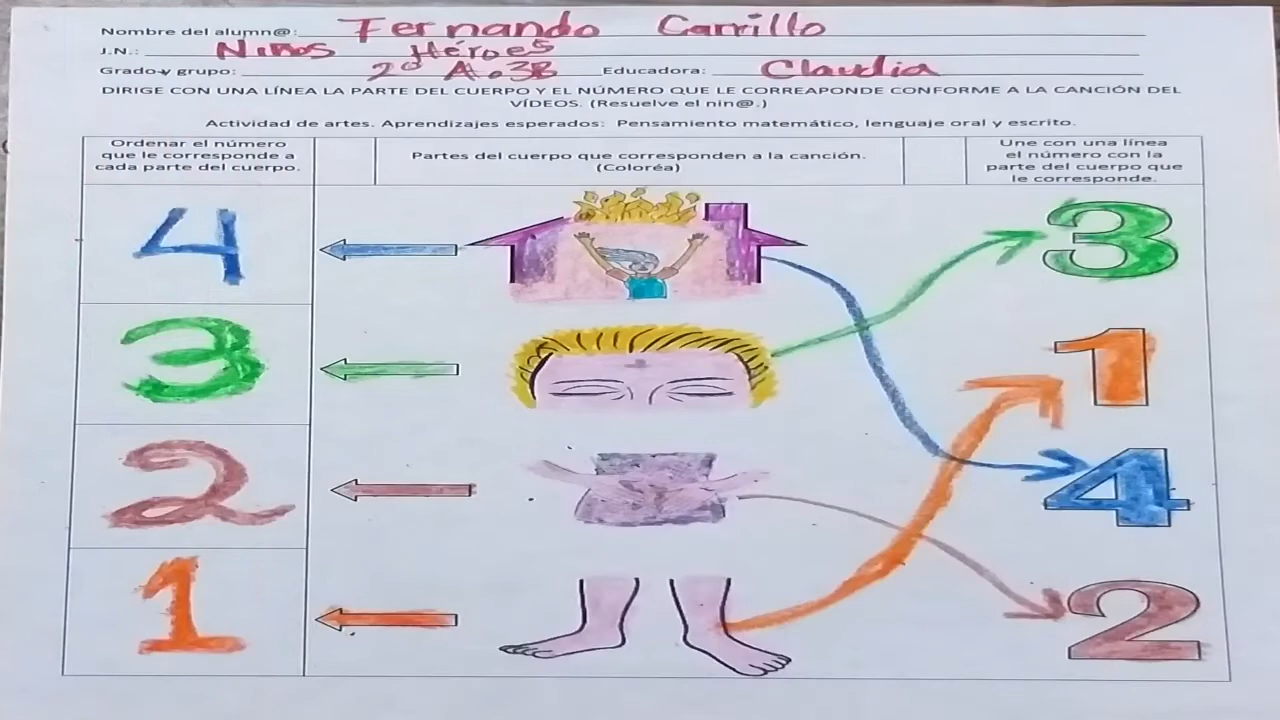 Nombre del alumn@: Fernando Carrillo
J.N.: Niños Héroes
Grado y grupo: 2º A.3B Educadora: Claudia
DIRIGE CON UNA LÍNEA LA PARTE DEL CUERPO Y EL NÚMERO QUE LE CORREAPONDE CONFORME A LA CANCIÓN DEL
VÍDEOS. (Resuelve el nin@.)
Actividad de artes. Aprendizajes esperados: Pensamiento matemático, lenguaje oral y escrito.
Ordenar el número
que le corresponde a
cada parte del cuerpo.
Partes del cuerpo que corresponden a la canción.
(Coloréa)
Une con una línea
el número con la
parte del cuerpo que
le corresponde.
4
3
3
1
2
4
1
2